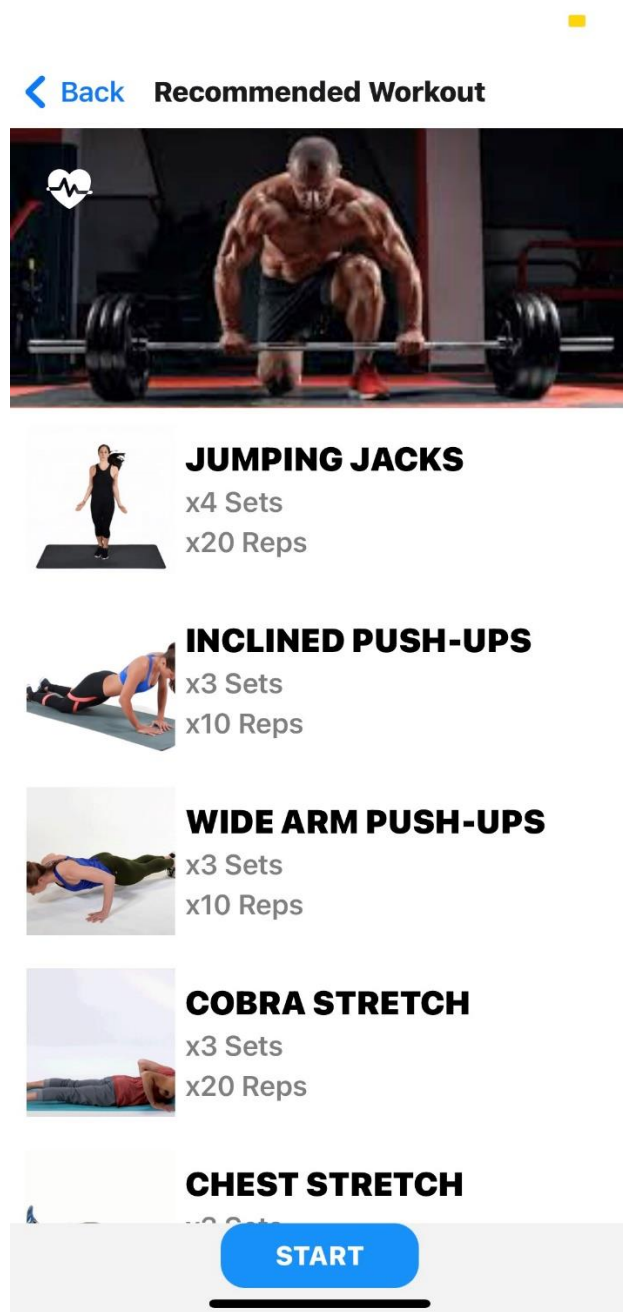 Back Recommended Workout
JUMPING JACKS
x4 Sets
x20 Reps
INCLINED PUSH-UPS
x3 Sets
x10 Reps
WIDE ARM PUSH-UPS
x3 Sets
x10 Reps
COBRA STRETCH
x3 Sets
x20 Reps
CHEST STRETCH
START